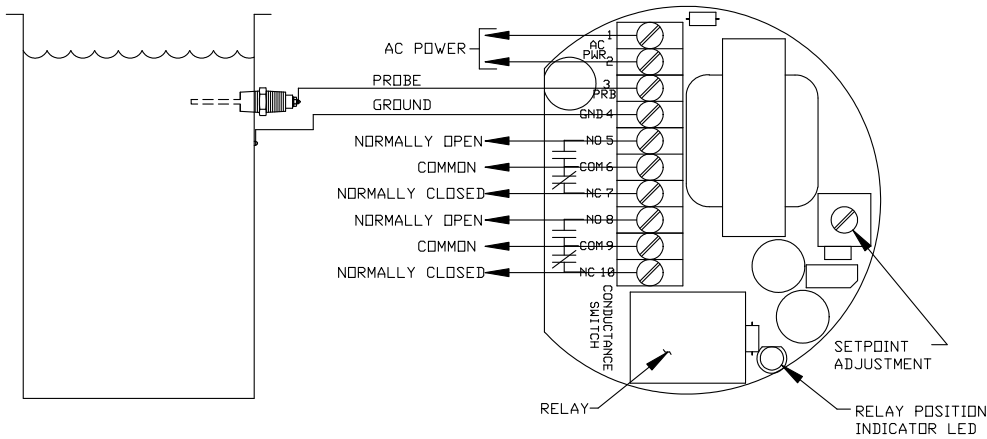 AC POWER
PROBE
GROUND
NORMALLY OPEN
COMMON
NORMALLY CLOSED
NORMALLY OPEN
COMMON
NORMALLY CLOSED
1
AC
PWR 2
3
PRB
GND 4
NO 5
COM 6
NC 7
NO 8
COM 9
NC 10
CONDUCTANCE
SWITCH
SETPOINT
ADJUSTMENT
RELAY
RELAY POSITION
INDICATOR LED